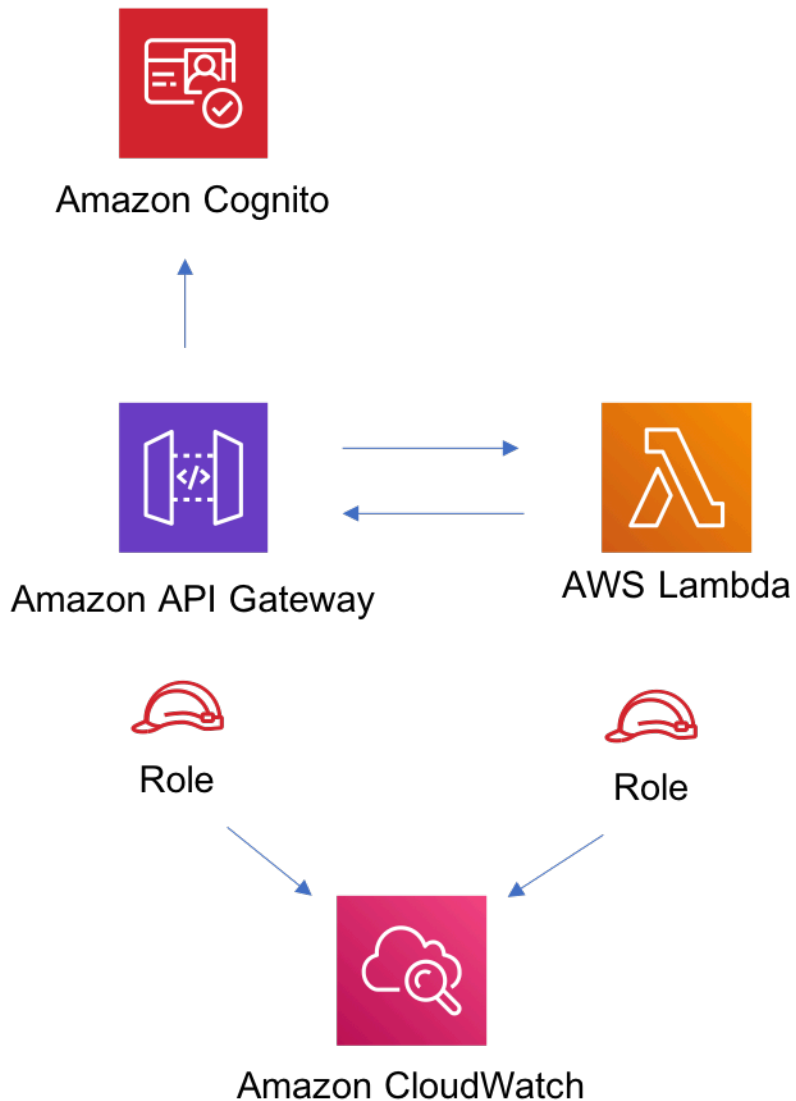 Amazon Cognito
</>
Amazon API Gateway
AWS Lambda
Role
Role
Amazon CloudWatch